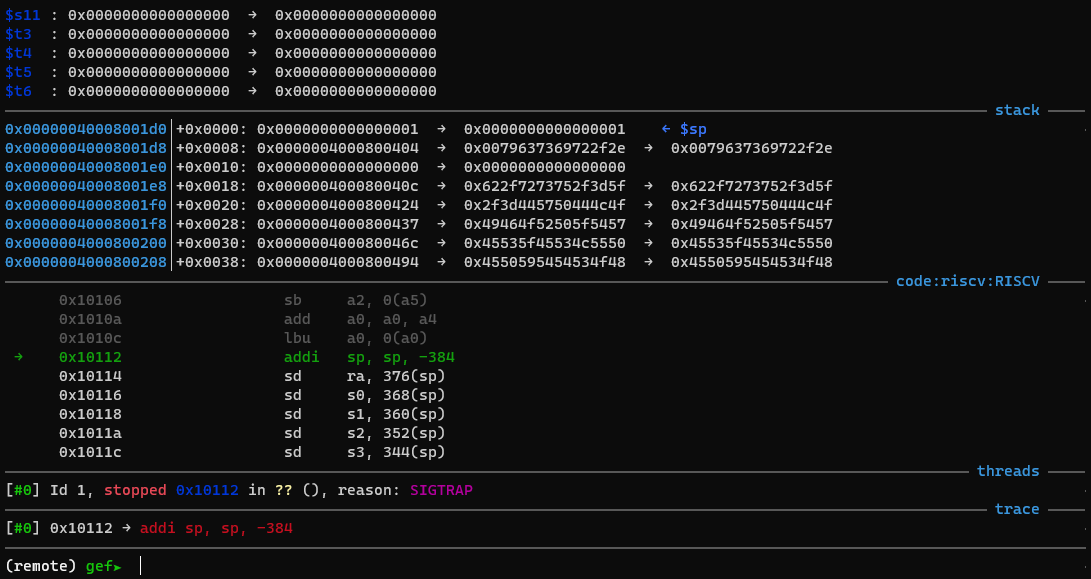 $s11 : 0x0000000000000000 → 0x0000000000000000
$t3 : 0x0000000000000000 → 0x0000000000000000
$t4 : 0x0000000000000000 → 0x0000000000000000
$t5 : 0x0000000000000000 → 0x0000000000000000
$t6 : 0x0000000000000000 → 0x0000000000000000
stack
0x00000040008001d0│+0x0000: 0x0000000000000001 → 0x0000000000000001 ← $sp
0x00000040008001d8│+0x0008: 0x0000004000800404 → 0x0079637369722f2e → 0x0079637369722f2e
0x00000040008001e0│+0x0010: 0x0000000000000000 → 0x0000000000000000
0x00000040008001e8│+0x0018: 0x000000400080040c → 0x622f7273752f3d5f → 0x622f7273752f3d5f
0x00000040008001f0│+0x0020: 0x0000004000800424 → 0x2f3d445750444c4f → 0x2f3d445750444c4f
0x00000040008001f8│+0x0028: 0x0000004000800437 → 0x49464f52505f5457 → 0x49464f52505f5457
0x0000004000800200│+0x0030: 0x000000400080046c → 0x45535f45534c5550 → 0x45535f45534c5550
0x0000004000800208│+0x0038: 0x0000004000800494 → 0x4550595454534f48 → 0x4550595454534f48
code:riscv:RISCV
0x10106 sb a2, 0(a5)
0x1010a add a0, a0, a4
0x1010c lbu a0, 0(a0)
→ 0x10112 addi sp, sp, -384
0x10114 sd ra, 376(sp)
0x10116 sd s0, 368(sp)
0x10118 sd s1, 360(sp)
0x1011a sd s2, 352(sp)
0x1011c sd s3, 344(sp)
threads
[#0] Id 1, stopped 0x10112 in ?? (), reason: SIGTRAP
trace
[#0] 0x10112 → addi sp, sp, -384
(remote) gef➤